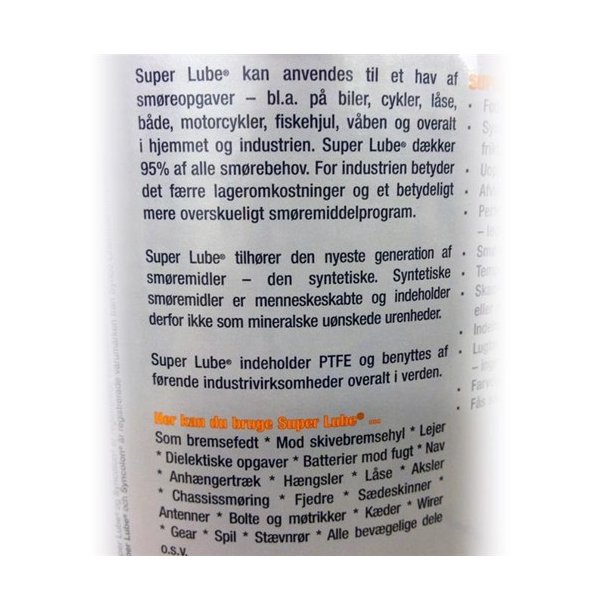 Super Lube® kan anvendes til et hav af
smøreopgaver – bl.a. på biler, cykler, låse,
både, motorcykler, fiskehjul, våben og overalt
i hjemmet og industrien. Super Lube® dækker
95% af alle smørebehov. For industrien betyder
det færre lageromkostninger og et betydeligt
mere overskueligt smøremiddelprogram.
Super Lube® tilhører den nyeste generation af
smøremidler – den syntetiske. Syntetiske
smøremidler er menneskeskabte og indeholder
derfor ikke som mineralske uønskede urenheder.
Super Lube® indeholder PTFE og benyttes af
førende industrivirksomheder overalt i verden.
Her kan du bruge Super Lube® ...
Som bremsefedt * Mod skivebremsehyl * Lejer
* Dielektiske opgaver * Batterier mod fugt * Nav
* Anhængertræk * Hængsler * Låse * Aksler
* Chassissmøring * Fjedre * Sædeskinner *
Antenner * Bolte og møtrikker * Kæder * Wirer
* Gear * Spil * Stævnrør * Alle bevægelige dele
o.s.v.